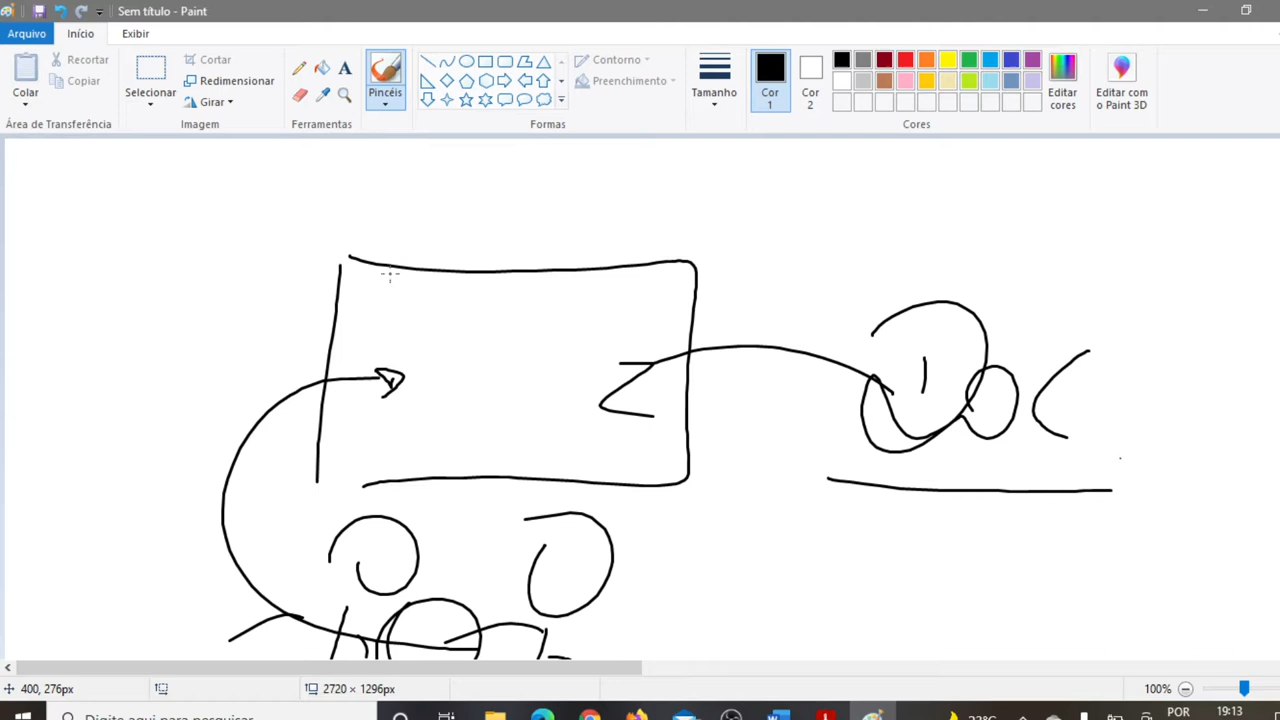 Sem título - Paint
Arquivo Início Exibir
Colar
Recortar
Copiar
Área de Transferência
Selecionar
Cortar
Redimensionar
Girar
Imagem
Pincéis
A
Ferramentas
Contorno
Preenchimento
Formas
Tamanho
Cor 1
Cor 2
Editar cores
Cores
Editar com o Paint 3D
400, 276px
2720 × 1296px
100%
Digite aqui para pesquisar
POR
19:13